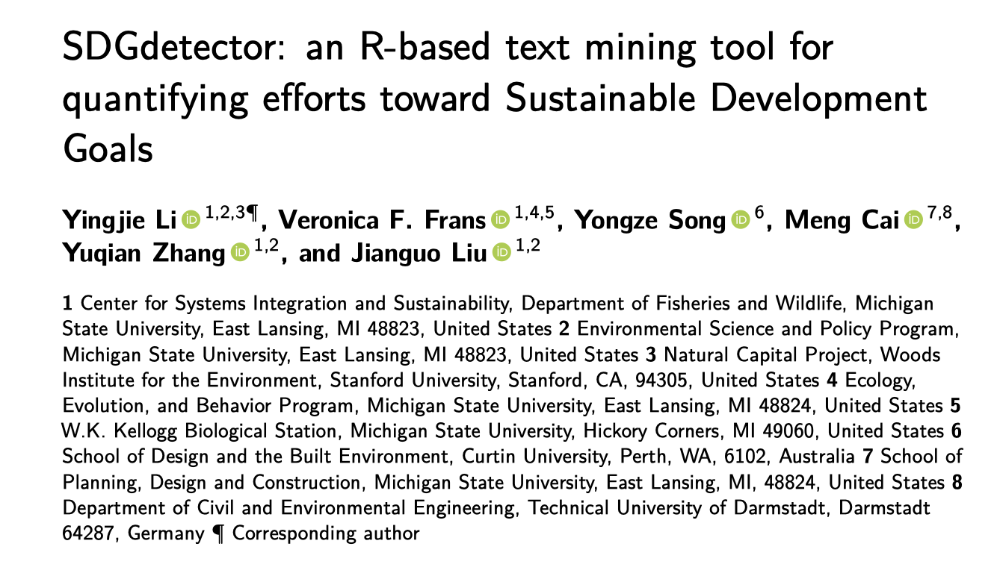 SDGdetector: an R-based text mining tool for
quantifying efforts toward Sustainable Development
Goals
Yingjie Li iD 1,2,3¶, Veronica F. Frans iD 1,4,5, Yongze Song iD 6, Meng Cai iD 7,8,
Yuqian Zhang iD 1,2, and Jianguo Liu iD 1,2
1 Center for Systems Integration and Sustainability, Department of Fisheries and Wildlife, Michigan
State University, East Lansing, MI 48823, United States 2 Environmental Science and Policy Program,
Michigan State University, East Lansing, MI 48823, United States 3 Natural Capital Project, Woods
Institute for the Environment, Stanford University, Stanford, CA, 94305, United States 4 Ecology,
Evolution, and Behavior Program, Michigan State University, East Lansing, MI 48824, United States 5
W.K. Kellogg Biological Station, Michigan State University, Hickory Corners, MI 49060, United States 6
School of Design and the Built Environment, Curtin University, Perth, WA, 6102, Australia 7 School of
Planning, Design and Construction, Michigan State University, East Lansing, MI, 48824, United States 8
Department of Civil and Environmental Engineering, Technical University of Darmstadt, Darmstadt
64287, Germany ¶ Corresponding author